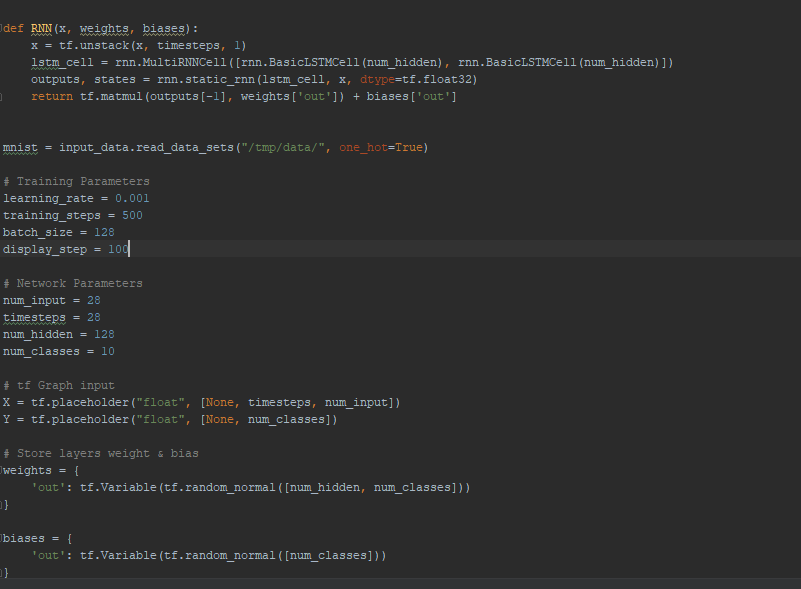 def RNN(x, weights, biases):
    x = tf.unstack(x, timesteps, 1)
    lstm_cell = rnn.MultiRNNCell([rnn.BasicLSTMCell(num_hidden), rnn.BasicLSTMCell(num_hidden)])
    outputs, states = rnn.static_rnn(lstm_cell, x, dtype=tf.float32)
    return tf.matmul(outputs[-1], weights['out']) + biases['out']
mnist = input_data.read_data_sets("/tmp/data/", one_hot=True)
# Training Parameters
learning_rate = 0.001
training_steps = 500
batch_size = 128
display_step = 100
# Network Parameters
num_input = 28
timesteps = 28
num_hidden = 128
num_classes = 10
# tf Graph input
X = tf.placeholder("float", [None, timesteps, num_input])
Y = tf.placeholder("float", [None, num_classes])
# Store layers weight & bias
weights = {
    'out': tf.Variable(tf.random_normal([num_hidden, num_classes]))
}
biases = {
    'out': tf.Variable(tf.random_normal([num_classes]))
}